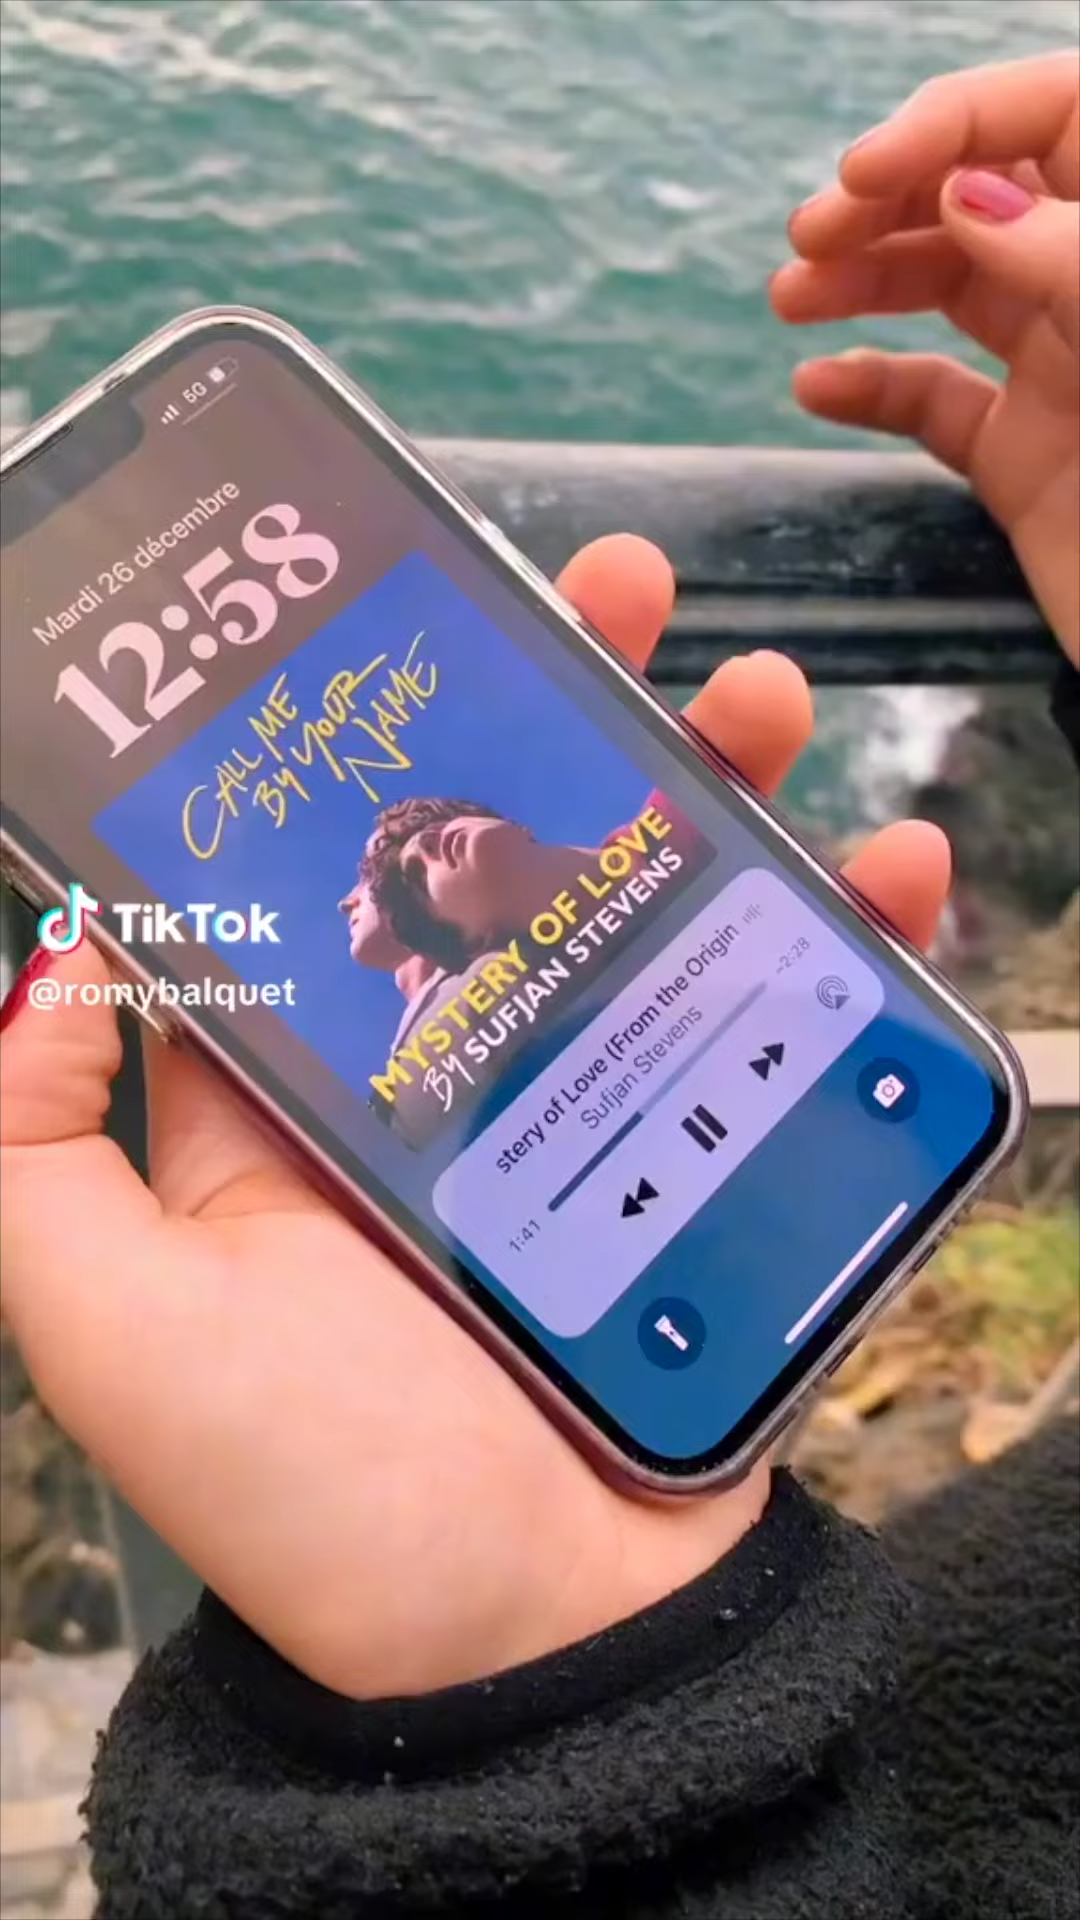 5G
Mardi 26 décembre
12:58
CALL ME
BY YOUR
NAME
MYSTERY OF LOVE
BY SUFJAN STEVENS
stery of Love (From the Origin
Sufjan Stevens
1:41
-2:28
TikTok
@romybalquet